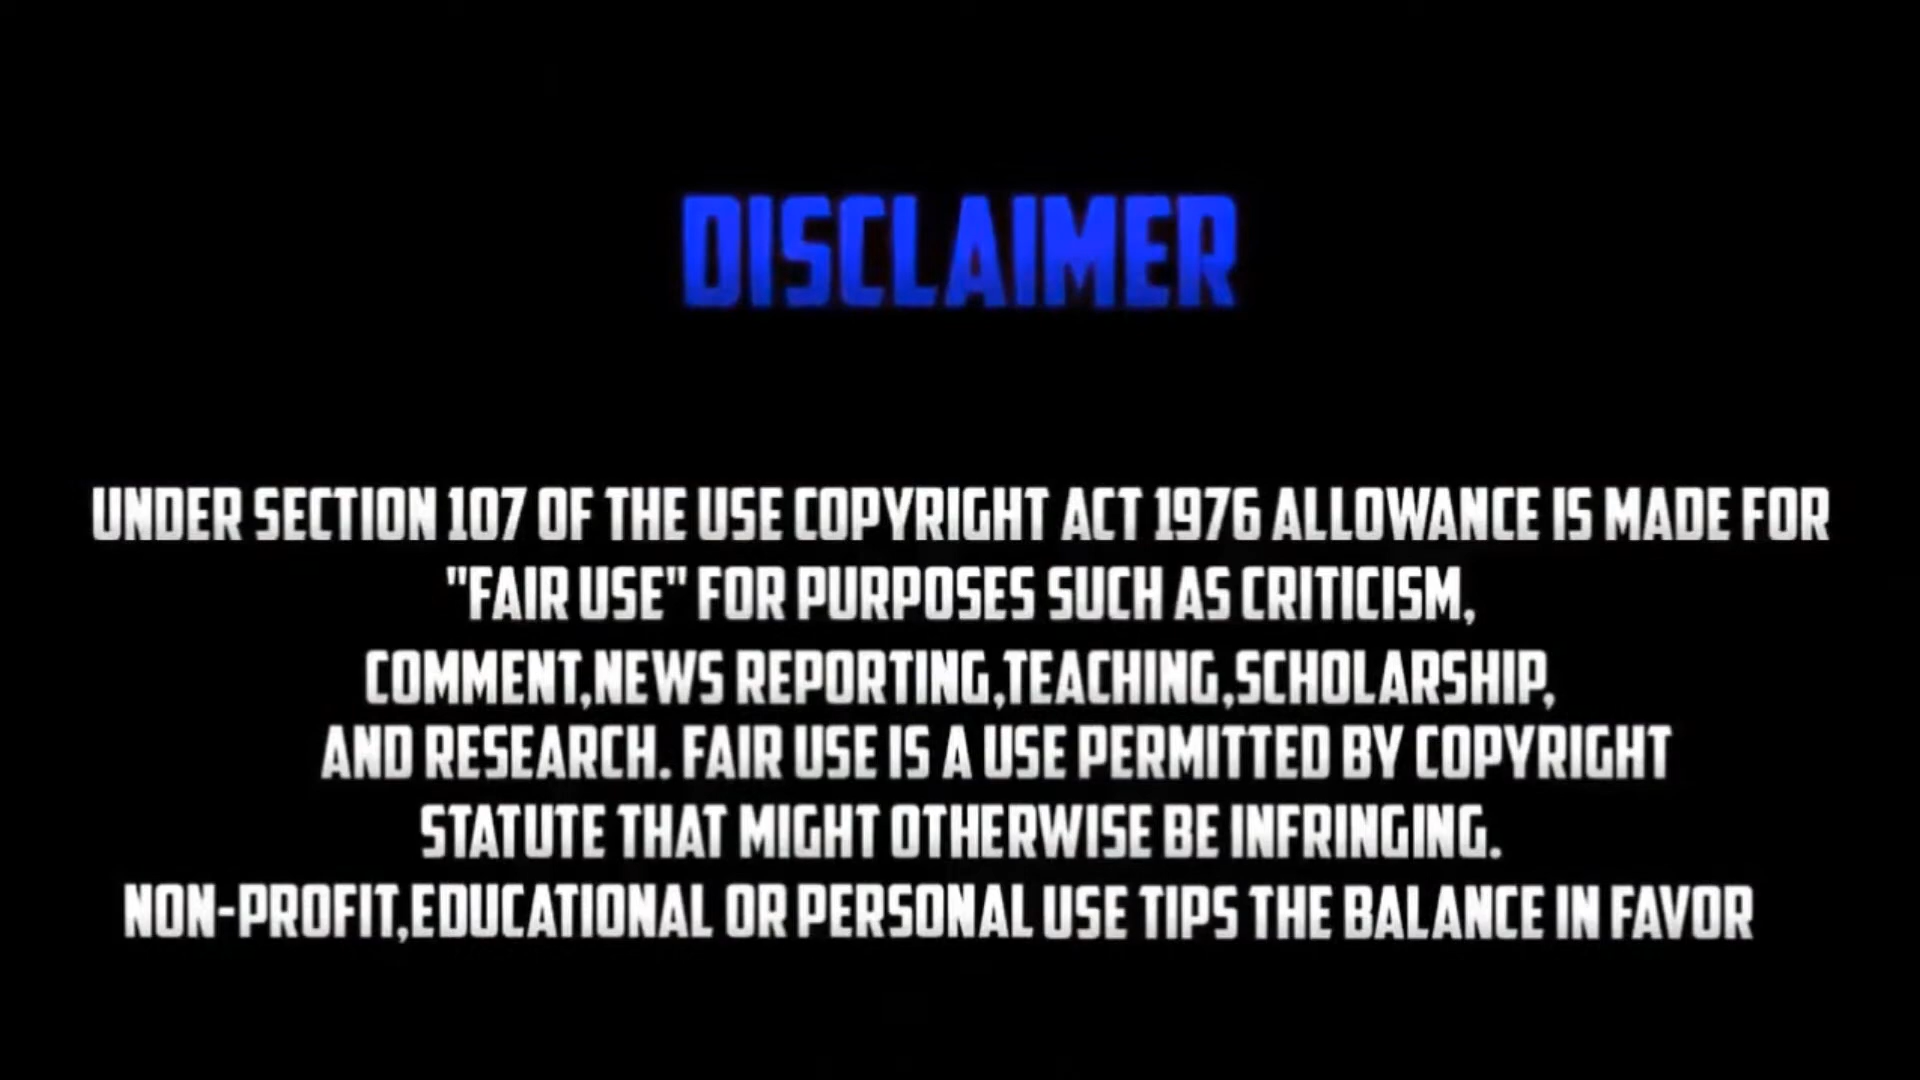 DISCLAIMER
UNDER SECTION 107 OF THE USE COPYRIGHT ACT 1976 ALLOWANCE IS MADE FOR
"FAIR USE" FOR PURPOSES SUCH AS CRITICISM,
COMMENT,NEWS REPORTING,TEACHING,SCHOLARSHIP,
AND RESEARCH. FAIR USE IS A USE PERMITTED BY COPYRIGHT
STATUTE THAT MIGHT OTHERWISE BE INFRINGING.
NON-PROFIT,EDUCATIONAL OR PERSONAL USE TIPS THE BALANCE IN FAVOR